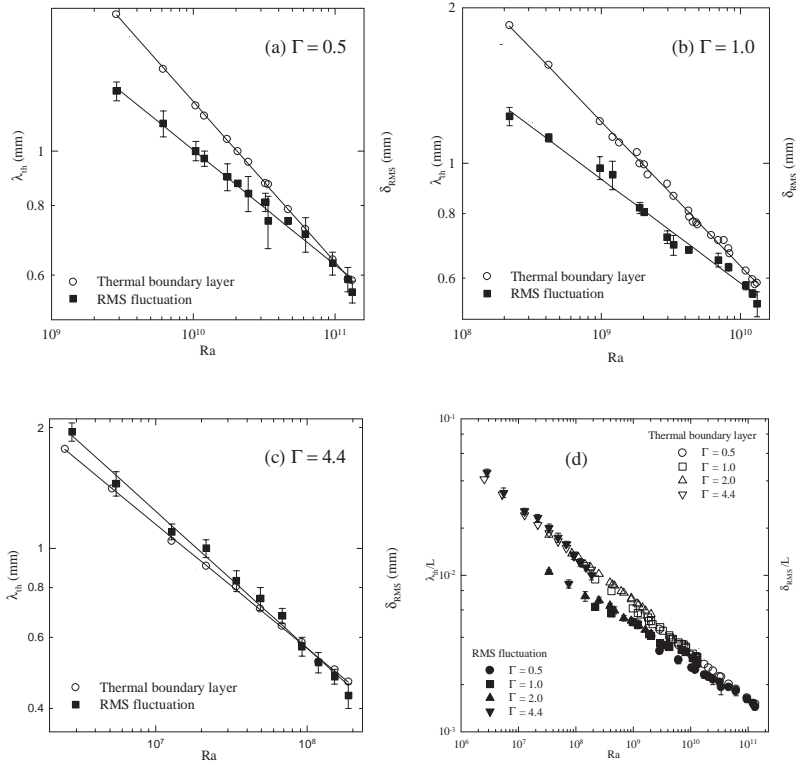 (a) Γ = 0.5
λth (mm)
1
0.8
0.6
δRMS (mm)
Thermal boundary layer
RMS fluctuation
10⁹
10¹⁰
10¹¹
Ra
2
(b) Γ = 1.0
λth (mm)
1
0.6
δRMS (mm)
Thermal boundary layer
RMS fluctuation
10⁸
10⁹
10¹⁰
Ra
2
(c) Γ = 4.4
λth (mm)
1
0.8
0.6
0.4
δRMS (mm)
Thermal boundary layer
RMS fluctuation
10⁷
10⁸
Ra
10⁻¹
(d)
Thermal boundary layer
Γ = 0.5
Γ = 1.0
Γ = 2.0
Γ = 4.4
λth/L
10⁻²
δRMS/L
RMS fluctuation
Γ = 0.5
Γ = 1.0
Γ = 2.0
Γ = 4.4
10⁻³
10⁶
10⁷
10⁸
10⁹
10¹⁰
10¹¹
Ra